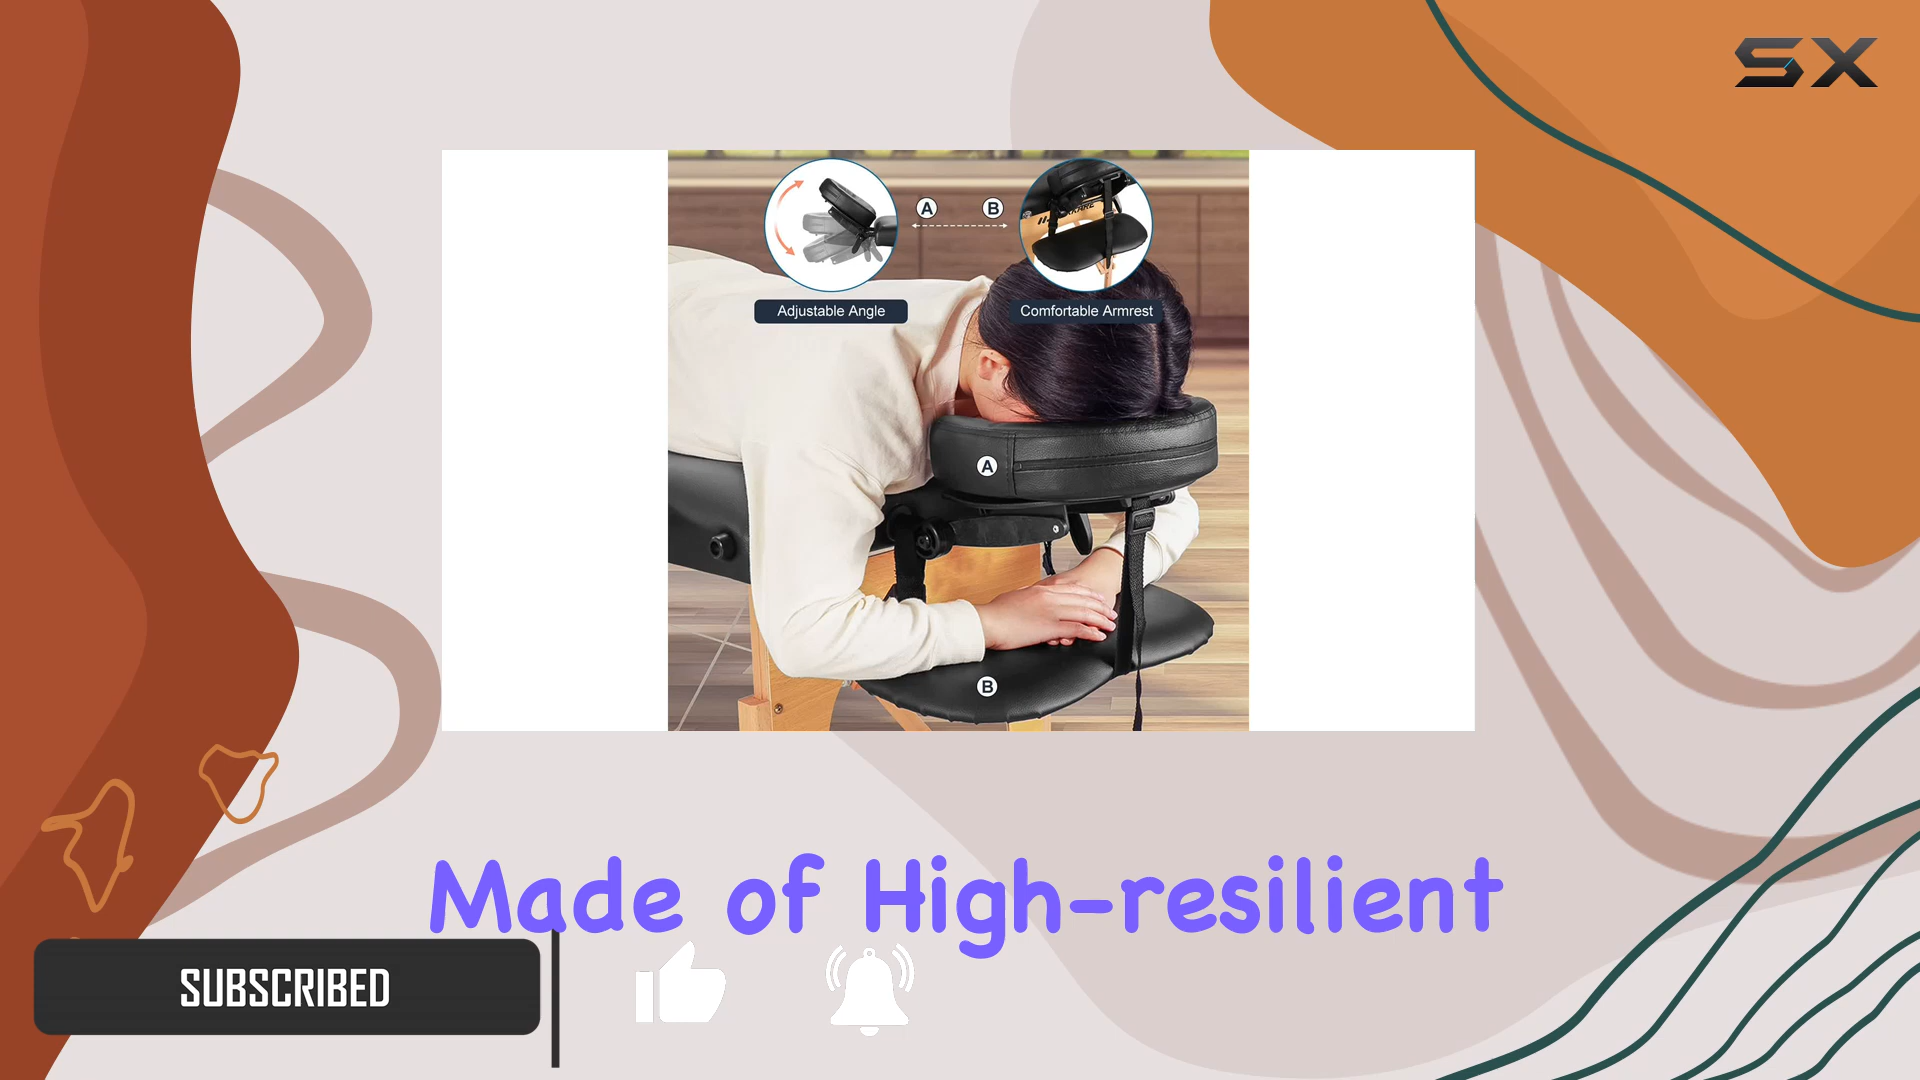 SX
A B
Adjustable Angle
Comfortable Armrest
A
B
Made of High-resilient
SUBSCRIBED